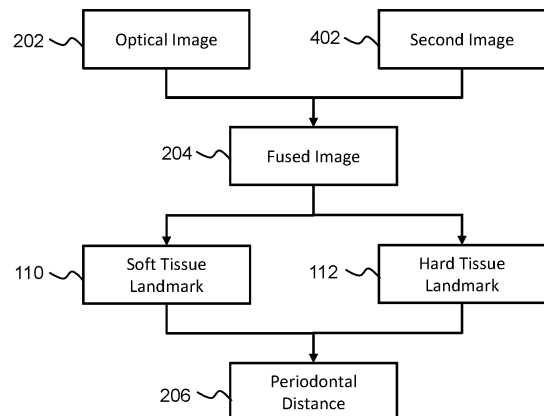 202
Optical Image
402
Second Image
204
Fused Image
110
Soft Tissue
Landmark
112
Hard Tissue
Landmark
206
Periodontal
Distance